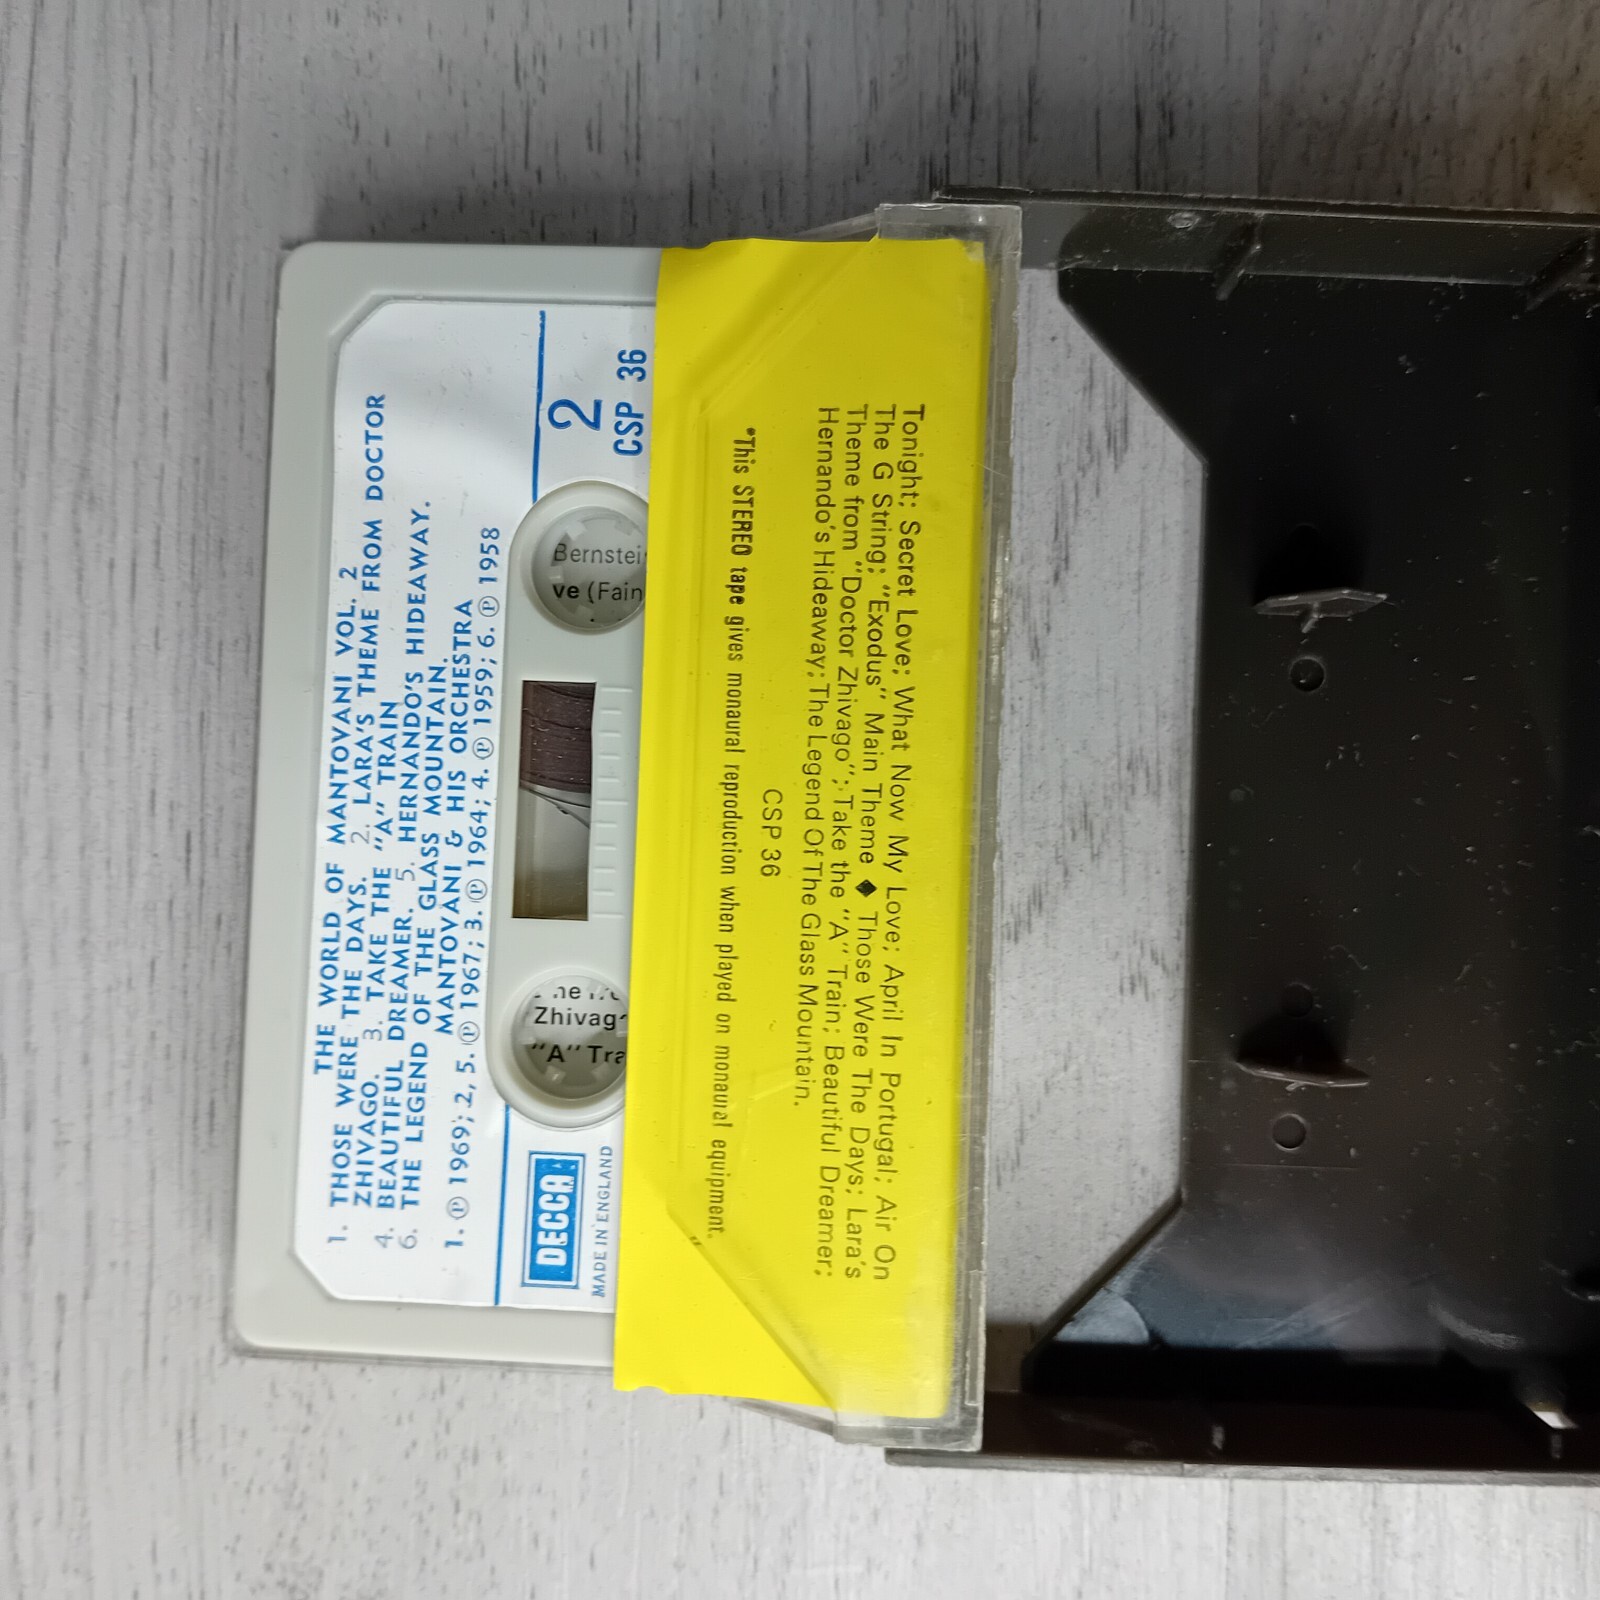 THE WORLD OF MANTOVANI VOL. 2
1. THOSE WERE THE DAYS. 2. LARA'S THEME FROM DOCTOR
ZHIVAGO. 3. TAKE THE "A" TRAIN
4. BEAUTIFUL DREAMER. 5. HERNANDO'S HIDEAWAY.
6. THE LEGEND OF THE GLASS MOUNTAIN.
MANTOVANI & HIS ORCHESTRA
1. ℗ 1969; 2, 5. ℗ 1967; 3. ℗ 1964; 4. ℗ 1959; 6. ℗ 1958
2
CSP 36
DECCA
MADE IN ENGLAND
Bernstei
ve (Fain
Zhivag
"A" Tra
Tonight; Secret Love; What Now My Love; April In Portugal; Air On
The G String; "Exodus" Main Theme ◆ Those Were The Days; Lara's
Theme from "Doctor Zhivago"; Take the "A" Train; Beautiful Dreamer;
Hernando's Hideaway; The Legend Of The Glass Mountain.
CSP 36
"This STEREO tape gives monaural reproduction when played on monaural equipment."